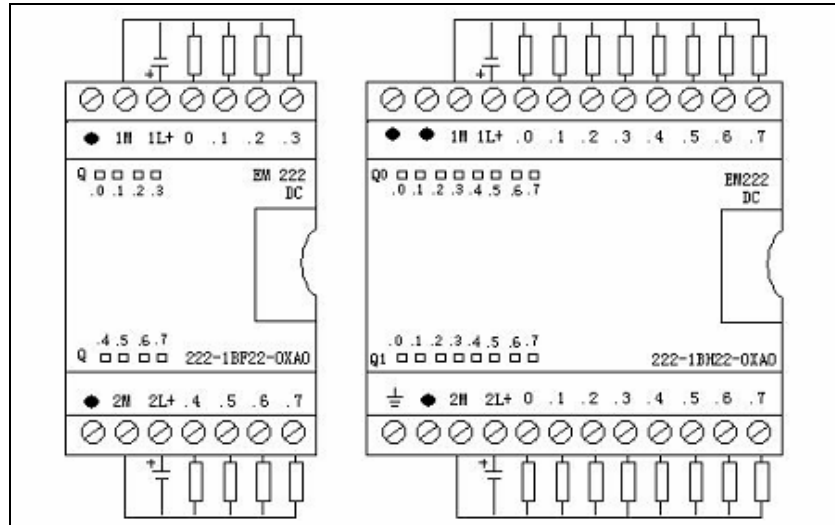 +
● 1M 1L+ 0 .1 .2 .3
Q
.0 .1 .2 .3
EM 222
DC
.4 .5 .6 .7
Q
222-1BF22-0XA0
● 2M 2L+ .4 .5 .6 .7
+
+
● ● 1M 1L+ .0 .1 .2 .3 .4 .5 .6 .7
Q0
.0 .1 .2 .3 .4 .5 .6 .7
EM222
DC
.0 .1 .2 .3 .4 .5 .6 .7
Q1
222-1BH22-0XA0
⏚ ● 2M 2L+ 0 .1 .2 .3 .4 .5 .6 .7
+